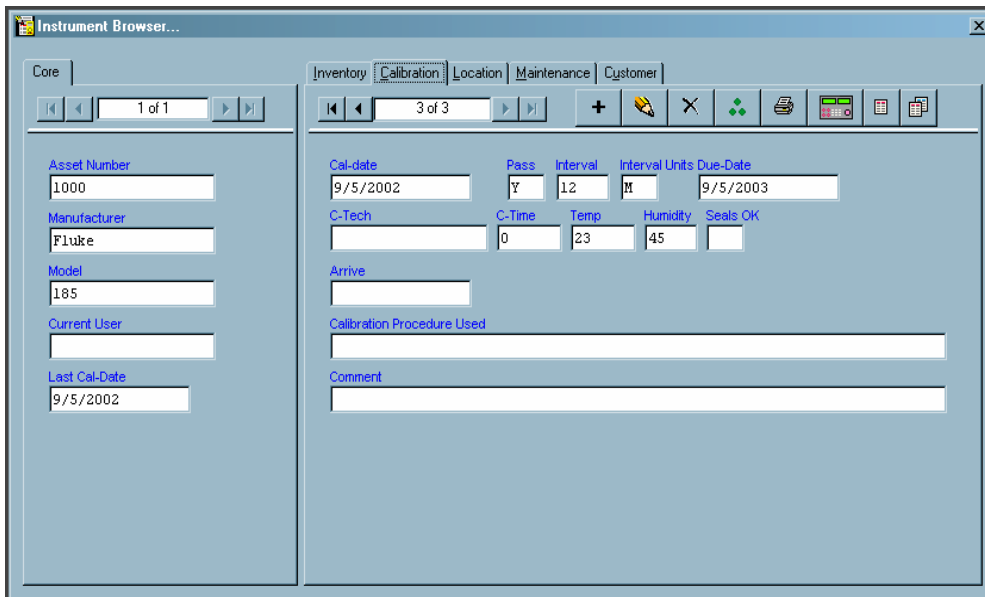 Instrument Browser...
Core
1 of 1
Asset Number
1000
Manufacturer
Fluke
Model
185
Current User
Last Cal-Date
9/5/2002
Inventory Calibration Location Maintenance Customer
3 of 3
Cal-date Pass Interval Interval Units Due-Date
9/5/2002 Y 12 M 9/5/2003
C-Tech C-Time Temp Humidity Seals OK
0 23 45
Arrive
Calibration Procedure Used
Comment